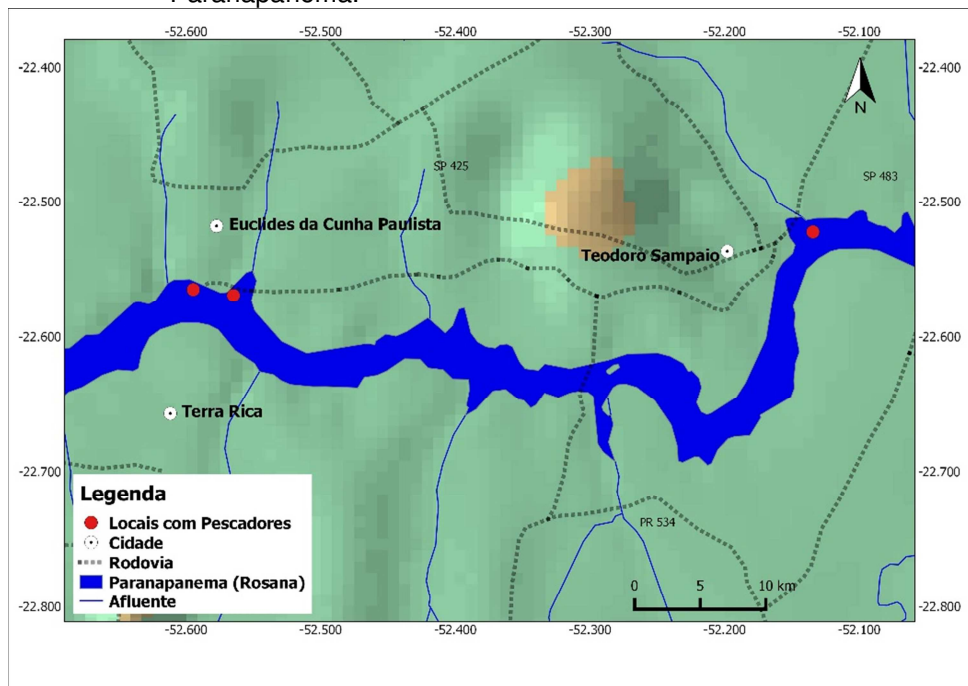 Paranapanema.
-52.600 -52.500 -52.400 -52.300 -52.200 -52.100
-22.400 -22.400
N
SP 425
SP 483
-22.500 -22.500
Euclides da Cunha Paulista
Teodoro Sampaio
-22.600 -22.600
Terra Rica
-22.700 -22.700
Legenda
Locais com Pescadores
Cidade
Rodovia
Paranapanema (Rosana)
Afluente
PR 534
0 5 10 km
-22.800 -22.800
-52.600 -52.500 -52.400 -52.300 -52.200 -52.100